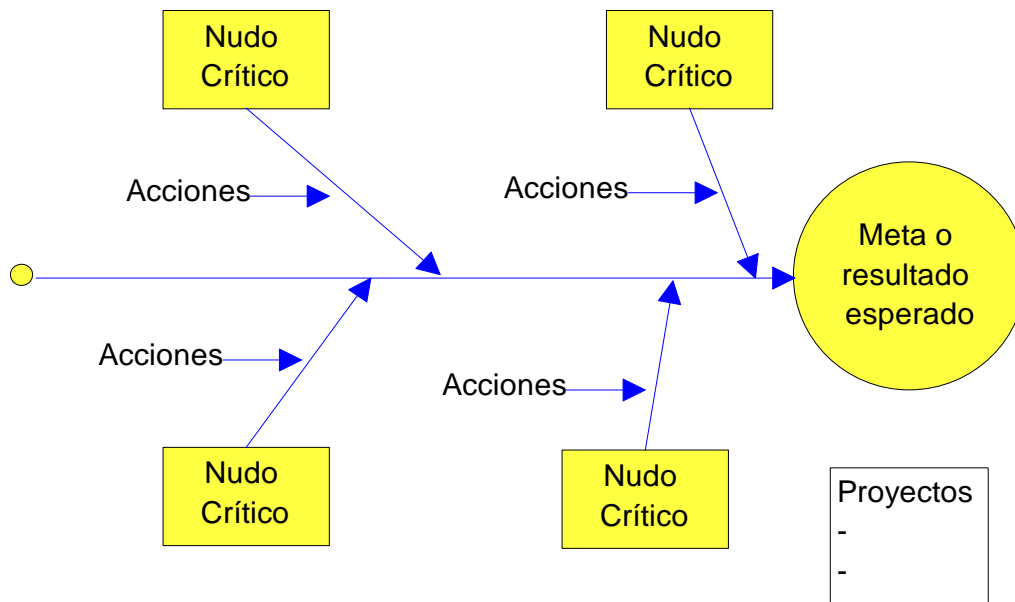 Nudo
Crítico
Nudo
Crítico
Acciones
Acciones
Meta o
resultado
esperado
Acciones
Acciones
Nudo
Crítico
Nudo
Crítico
Proyectos
-
-